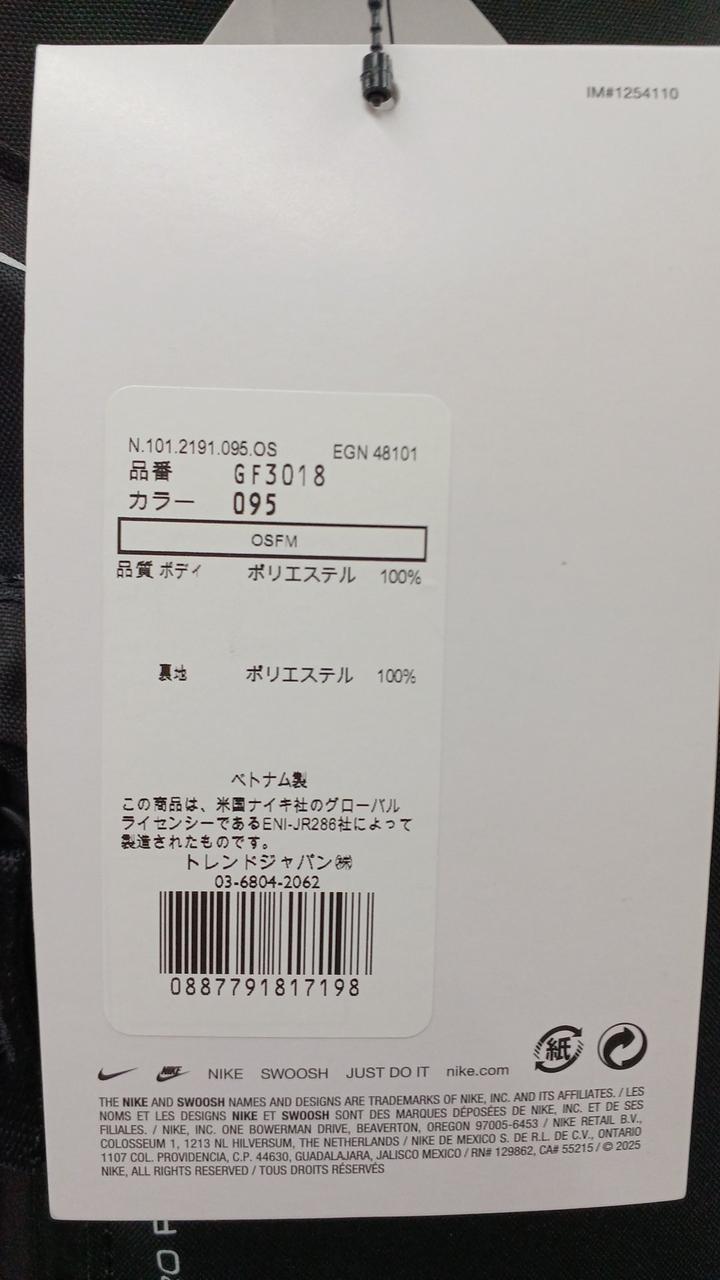 IM#1254110
N.101.2191.095.OS EGN 48101
品番 GF3018
カラー 095
OSFM
品質 ボディ ポリエステル 100%
裏地 ポリエステル 100%
ベトナム製
この商品は、米国ナイキ社のグローバル
ライセンシーであるENI-JR286社によって
製造されたものです。
トレンドジャパン㈱
03-6804-2062
0887791817198
紙
NIKE
NIKE SWOOSH JUST DO IT nike.com
THE NIKE AND SWOOSH NAMES AND DESIGNS ARE TRADEMARKS OF NIKE, INC. AND ITS AFFILIATES. / LES
NOMS ET LES DESIGNS NIKE ET SWOOSH SONT DES MARQUES DÉPOSÉES DE NIKE, INC. ET DE SES
FILIALES. / NIKE, INC. ONE BOWERMAN DRIVE, BEAVERTON, OREGON 97005-6453 / NIKE RETAIL B.V.,
COLOSSEUM 1, 1213 NL HILVERSUM, THE NETHERLANDS / NIKE DE MEXICO S. DE R.L. DE C.V., ONTARIO
1107 COL. PROVIDENCIA, C.P. 44630, GUADALAJARA, JALISCO MEXICO / RN# 129862, CA# 55215 / © 2025
NIKE, ALL RIGHTS RESERVED / TOUS DROITS RÉSERVÉS